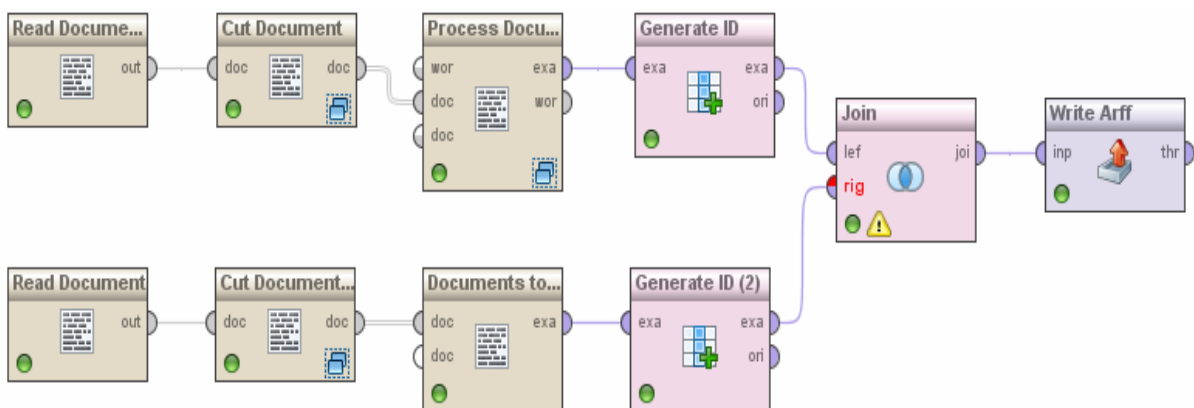 Read Docume...
out
Cut Document
doc doc
Process Docu...
wor exa
doc wor
doc
Generate ID
exa exa
ori
Join
lef joi
rig
Write Arff
inp thr
Read Document
out
Cut Document...
doc doc
Documents to...
doc exa
doc
Generate ID (2)
exa exa
ori